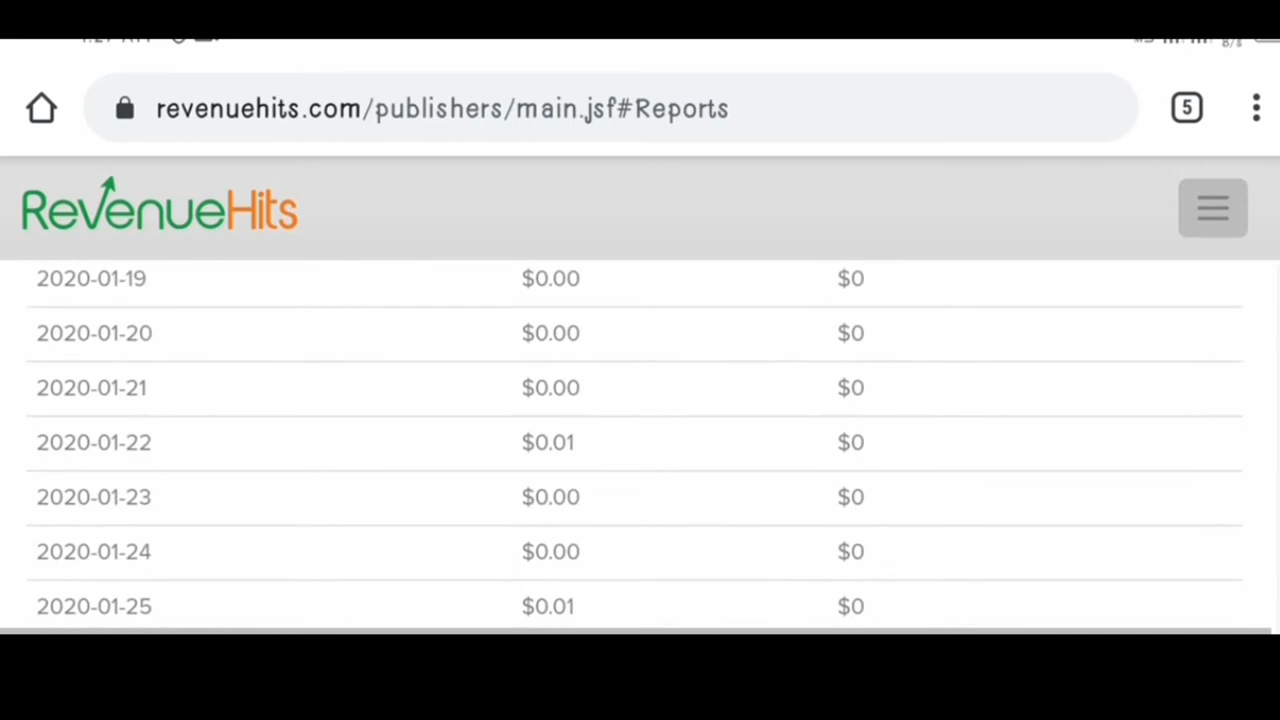 revenuehits.com/publishers/main.jsf#Reports
5
RevenueHits
2020-01-19 $0.00 $0
2020-01-20 $0.00 $0
2020-01-21 $0.00 $0
2020-01-22 $0.01 $0
2020-01-23 $0.00 $0
2020-01-24 $0.00 $0
2020-01-25 $0.01 $0